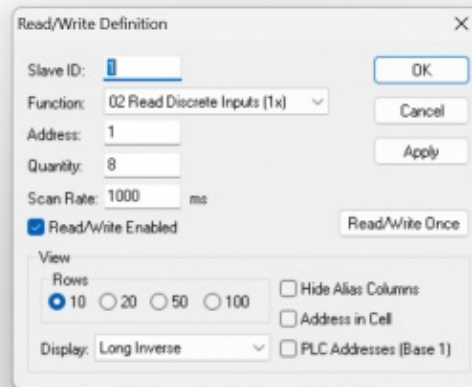 Read/Write Definition
Slave ID: 1
OK
Function: 02 Read Discrete Inputs (1x)
Cancel
Address: 1
Apply
Quantity: 8
Scan Rate: 1000 ms
Read/Write Enabled
Read/Write Once
View
Rows
10 20 50 100
Hide Alias Columns
Address in Cell
Display: Long Inverse
PLC Addresses (Base 1)